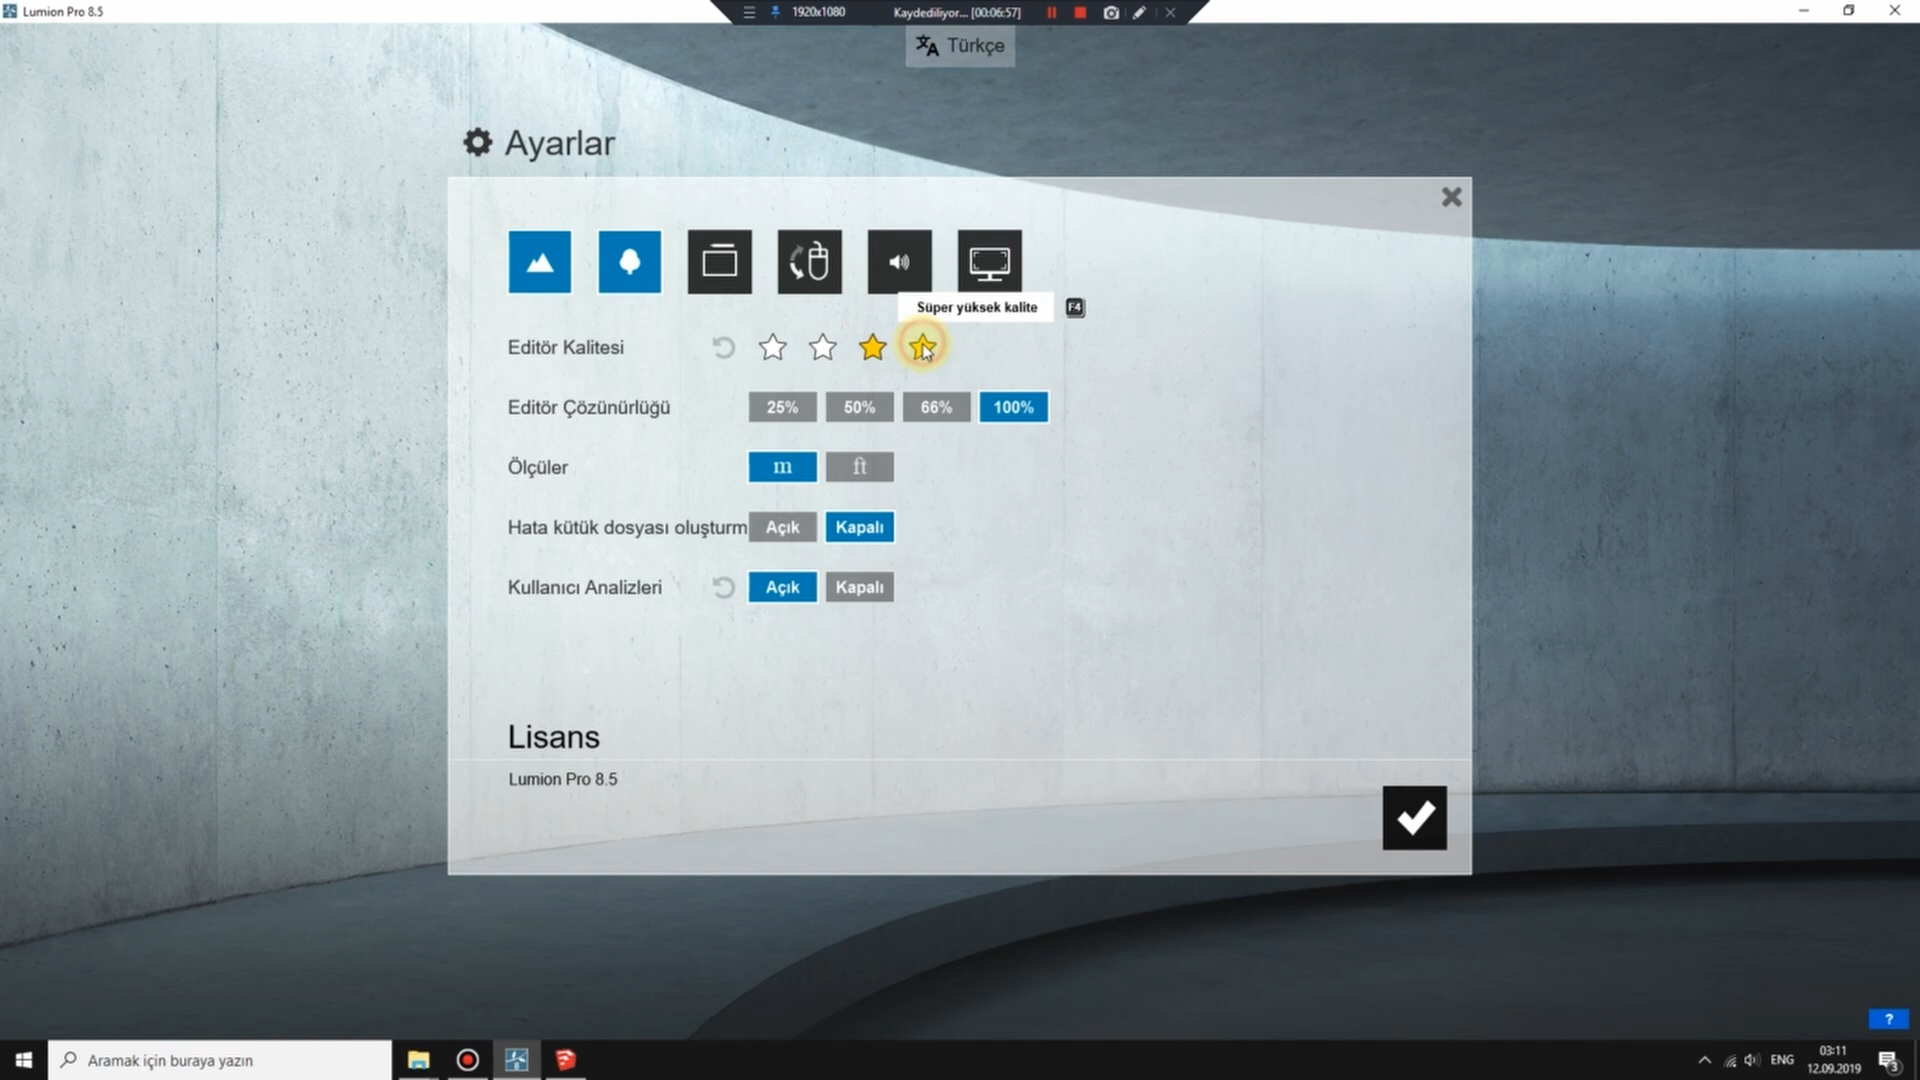 Lumion Pro 8.5
1920x1080
Kaydediliyor... [00:06:57]
Türkçe
Ayarlar
Süper yüksek kalite
F4
Editör Kalitesi
Editör Çözünürlüğü
25%
50%
66%
100%
Ölçüler
m
ft
Hata kütük dosyası oluşturm
Açık
Kapalı
Kullanıcı Analizleri
Açık
Kapalı
Lisans
Lumion Pro 8.5
?
Aramak için buraya yazın
ENG
03:11
12.09.2019
3